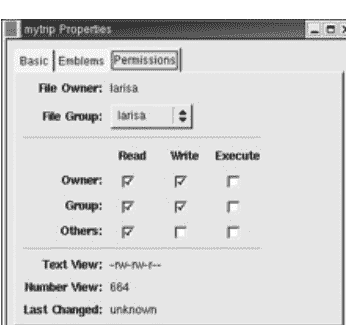 mytrip Properties
Basic Emblems Permissions
File Owner: larisa
File Group: larisa
Read Write Execute
Owner:
Group:
Others:
Text View: -rw-rw-r--
Number View: 664
Last Changed: unknown